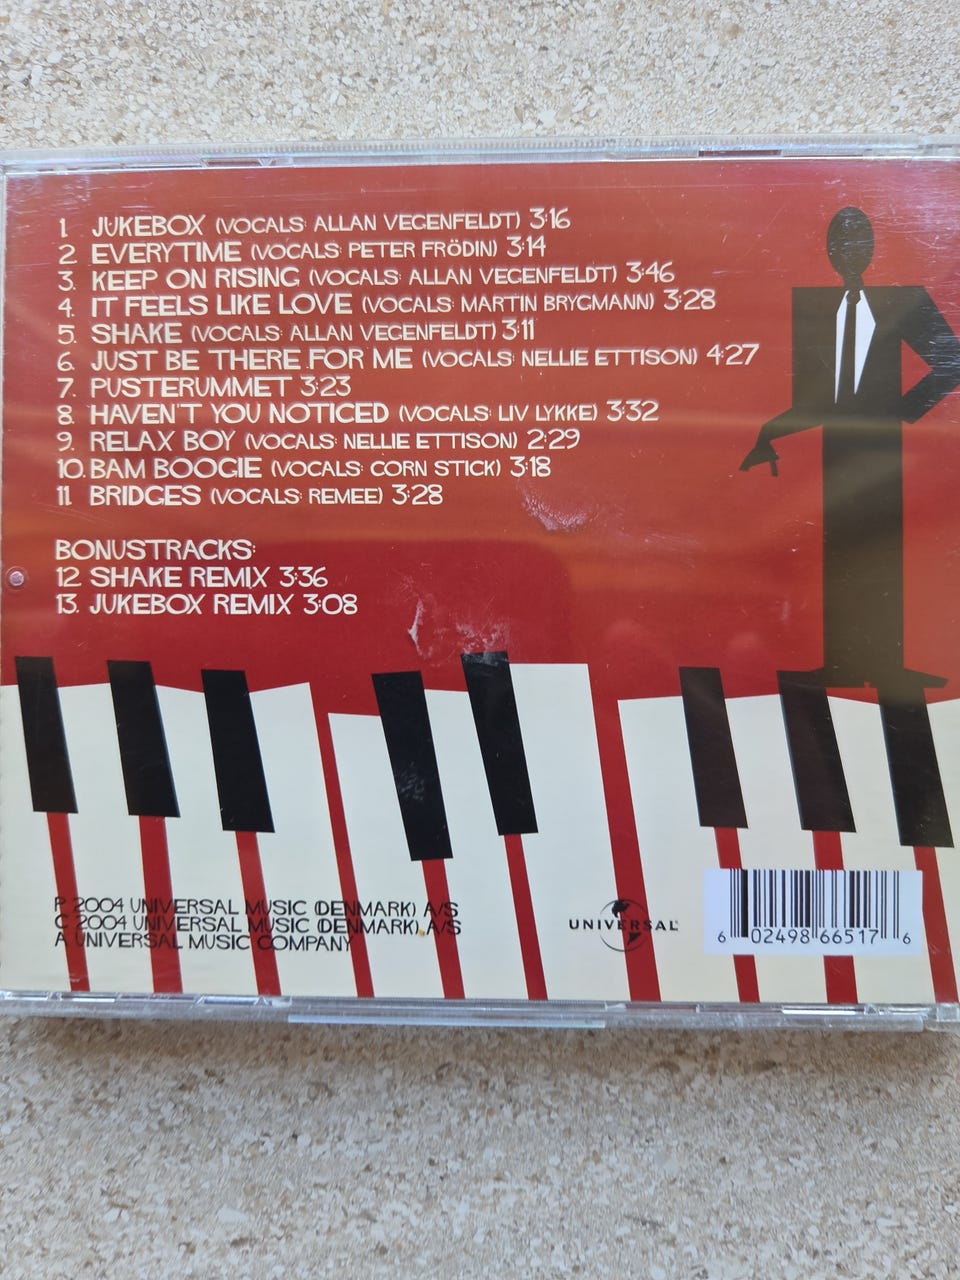 1. JUKEBOX (VOCALS: ALLAN VEGENFELDT) 3:16
2. EVERYTIME (VOCALS: PETER FRÖDIN) 3:14
3. KEEP ON RISING (VOCALS: ALLAN VEGENFELDT) 3:46
4. IT FEELS LIKE LOVE (VOCALS: MARTIN BRYGMANN) 3:28
5. SHAKE (VOCALS: ALLAN VEGENFELDT) 3:11
6. JUST BE THERE FOR ME (VOCALS: NELLIE ETTISON) 4:27
7. PUSTERUMMET 3:23
8. HAVEN'T YOU NOTICED (VOCALS: LIV LYKKE) 3:32
9. RELAX BOY (VOCALS: NELLIE ETTISON) 2:29
10. BAM BOOGIE (VOCALS: CORN STICK) 3:18
11. BRIDGES (VOCALS: REMEE) 3:28
BONUSTRACKS:
12. SHAKE REMIX 3:36
13. JUKEBOX REMIX 3:08
P 2004 UNIVERSAL MUSIC (DENMARK) A/S
C 2004 UNIVERSAL MUSIC (DENMARK) A/S
A UNIVERSAL MUSIC COMPANY
UNIVERSAL
6 02498 66517 6